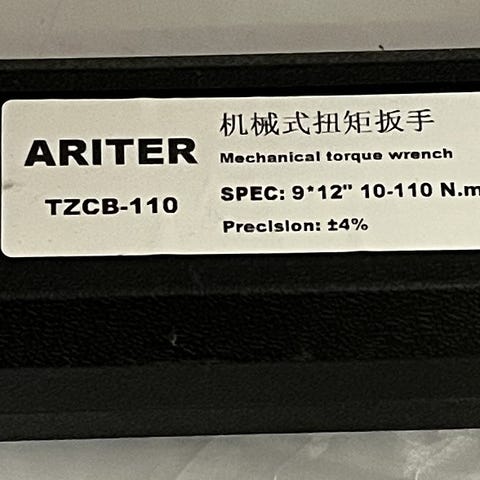 ARITER
TZCB-110
机械式扭矩扳手
Mechanical torque wrench
SPEC: 9*12" 10-110 N.m
Precision: ±4%